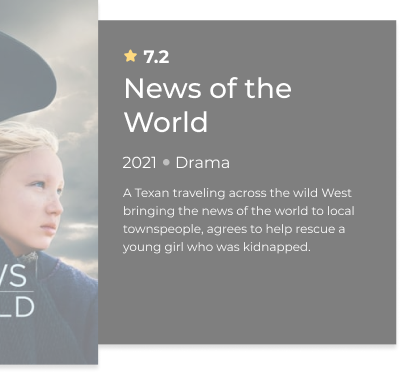 7.2
News of the
World
2021 • Drama
A Texan traveling across the wild West
bringing the news of the world to local
townspeople, agrees to help rescue a
young girl who was kidnapped.
WS
LD